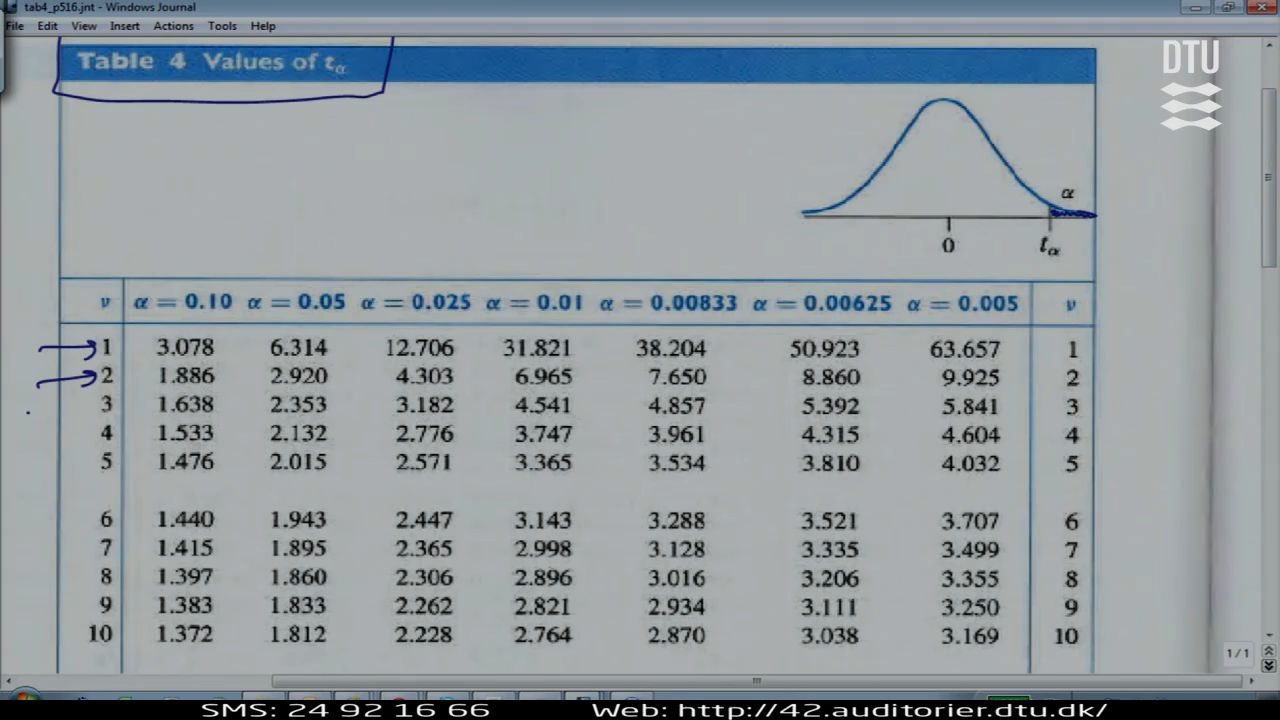 tab4_p516.jnt - Windows Journal
File Edit View Insert Actions Tools Help
Table 4 Values of tα
DTU
α
0 tα
ν α = 0.10 α = 0.05 α = 0.025 α = 0.01 α = 0.00833 α = 0.00625 α = 0.005 ν
1 3.078 6.314 12.706 31.821 38.204 50.923 63.657 1
2 1.886 2.920 4.303 6.965 7.650 8.860 9.925 2
3 1.638 2.353 3.182 4.541 4.857 5.392 5.841 3
4 1.533 2.132 2.776 3.747 3.961 4.315 4.604 4
5 1.476 2.015 2.571 3.365 3.534 3.810 4.032 5
6 1.440 1.943 2.447 3.143 3.288 3.521 3.707 6
7 1.415 1.895 2.365 2.998 3.128 3.335 3.499 7
8 1.397 1.860 2.306 2.896 3.016 3.206 3.355 8
9 1.383 1.833 2.262 2.821 2.934 3.111 3.250 9
10 1.372 1.812 2.228 2.764 2.870 3.038 3.169 10
1/1
SMS: 24 92 16 66 Web: http://42.auditorier.dtu.dk/